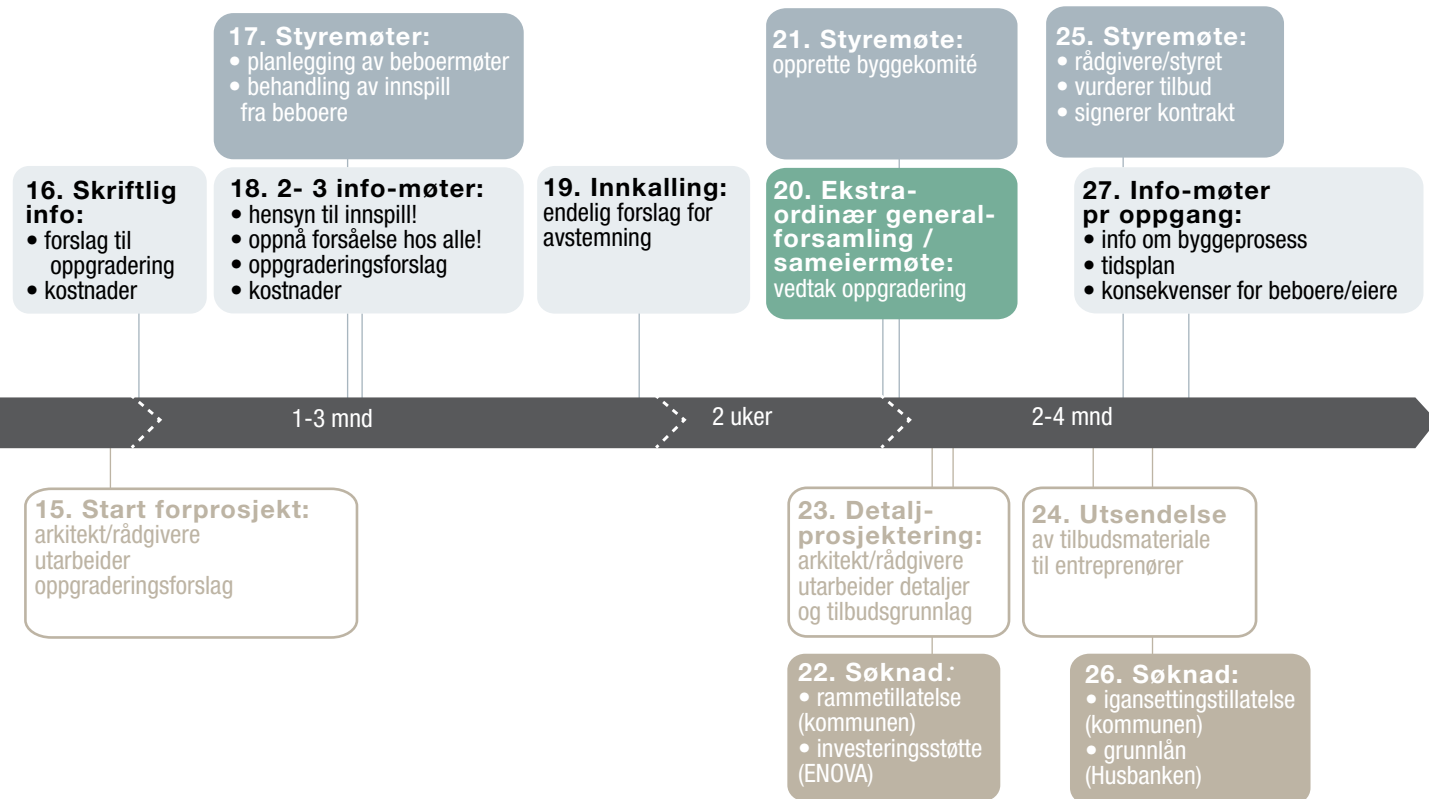 17. Styremøter:
• planlegging av beboermøter
• behandling av innspill
fra beboere
21. Styremøte:
opprette byggekomité
25. Styremøte:
• rådgivere/styret
• vurderer tilbud
• signerer kontrakt
16. Skriftlig
info:
• forslag til
oppgradering
• kostnader
18. 2- 3 info-møter:
• hensyn til innspill!
• oppnå forsåelse hos alle!
• oppgraderingsforslag
• kostnader
19. Innkalling:
endelig forslag for
avstemning
20. Ekstra-
ordinær general-
forsamling /
sameiermøte:
vedtak oppgradering
27. Info-møter
pr oppgang:
• info om byggeprosess
• tidsplan
• konsekvenser for beboere/eiere
1-3 mnd
2 uker
2-4 mnd
15. Start forprosjekt:
arkitekt/rådgivere
utarbeider
oppgraderingsforslag
23. Detalj-
prosjektering:
arkitekt/rådgivere
utarbeider detaljer
og tilbudsgrunnlag
24. Utsendelse
av tilbudsmateriale
til entreprenører
22. Søknad:
• rammetillatelse
(kommunen)
• investeringsstøtte
(ENOVA)
26. Søknad:
• igansettingstillatelse
(kommunen)
• grunnlån
(Husbanken)